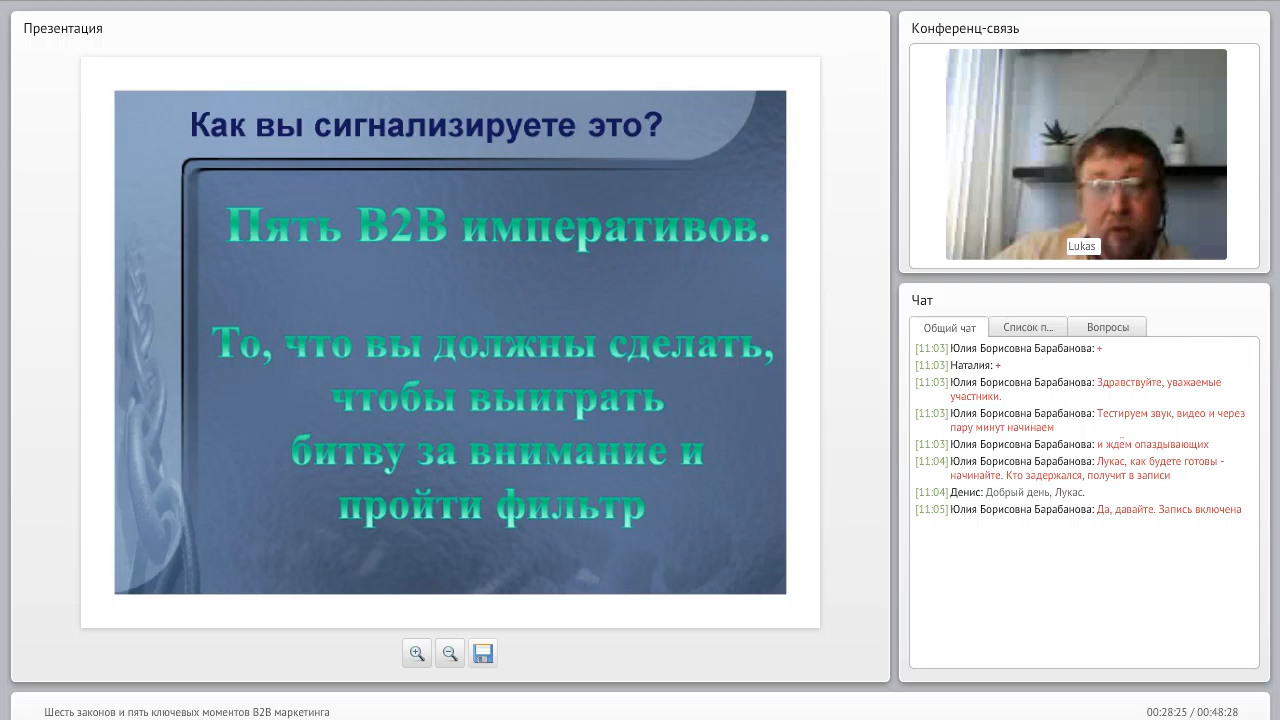 Презентация
Как вы сигнализируете это?
Пять B2B императивов.
То, что вы должны сделать,
чтобы выиграть
битву за внимание и
пройти фильтр
Конференц-связь
Lukas
Чат
Общий чат
Список п...
Вопросы
[11:03] Юлия Борисовна Барабанова: +
[11:03] Наталия: +
[11:03] Юлия Борисовна Барабанова: Здравствуйте, уважаемые
участники.
[11:03] Юлия Борисовна Барабанова: Тестируем звук, видео и через
пару минут начинаем
[11:03] Юлия Борисовна Барабанова: и ждём опаздывающих
[11:04] Юлия Борисовна Барабанова: Лукас, как будете готовы -
начинайте. Кто задержался, получит в записи
[11:04] Денис: Добрый день, Лукас.
[11:05] Юлия Борисовна Барабанова: Да, давайте. Запись включена
Шесть законов и пять ключевых моментов B2B маркетинга
00:28:25 / 00:48:28